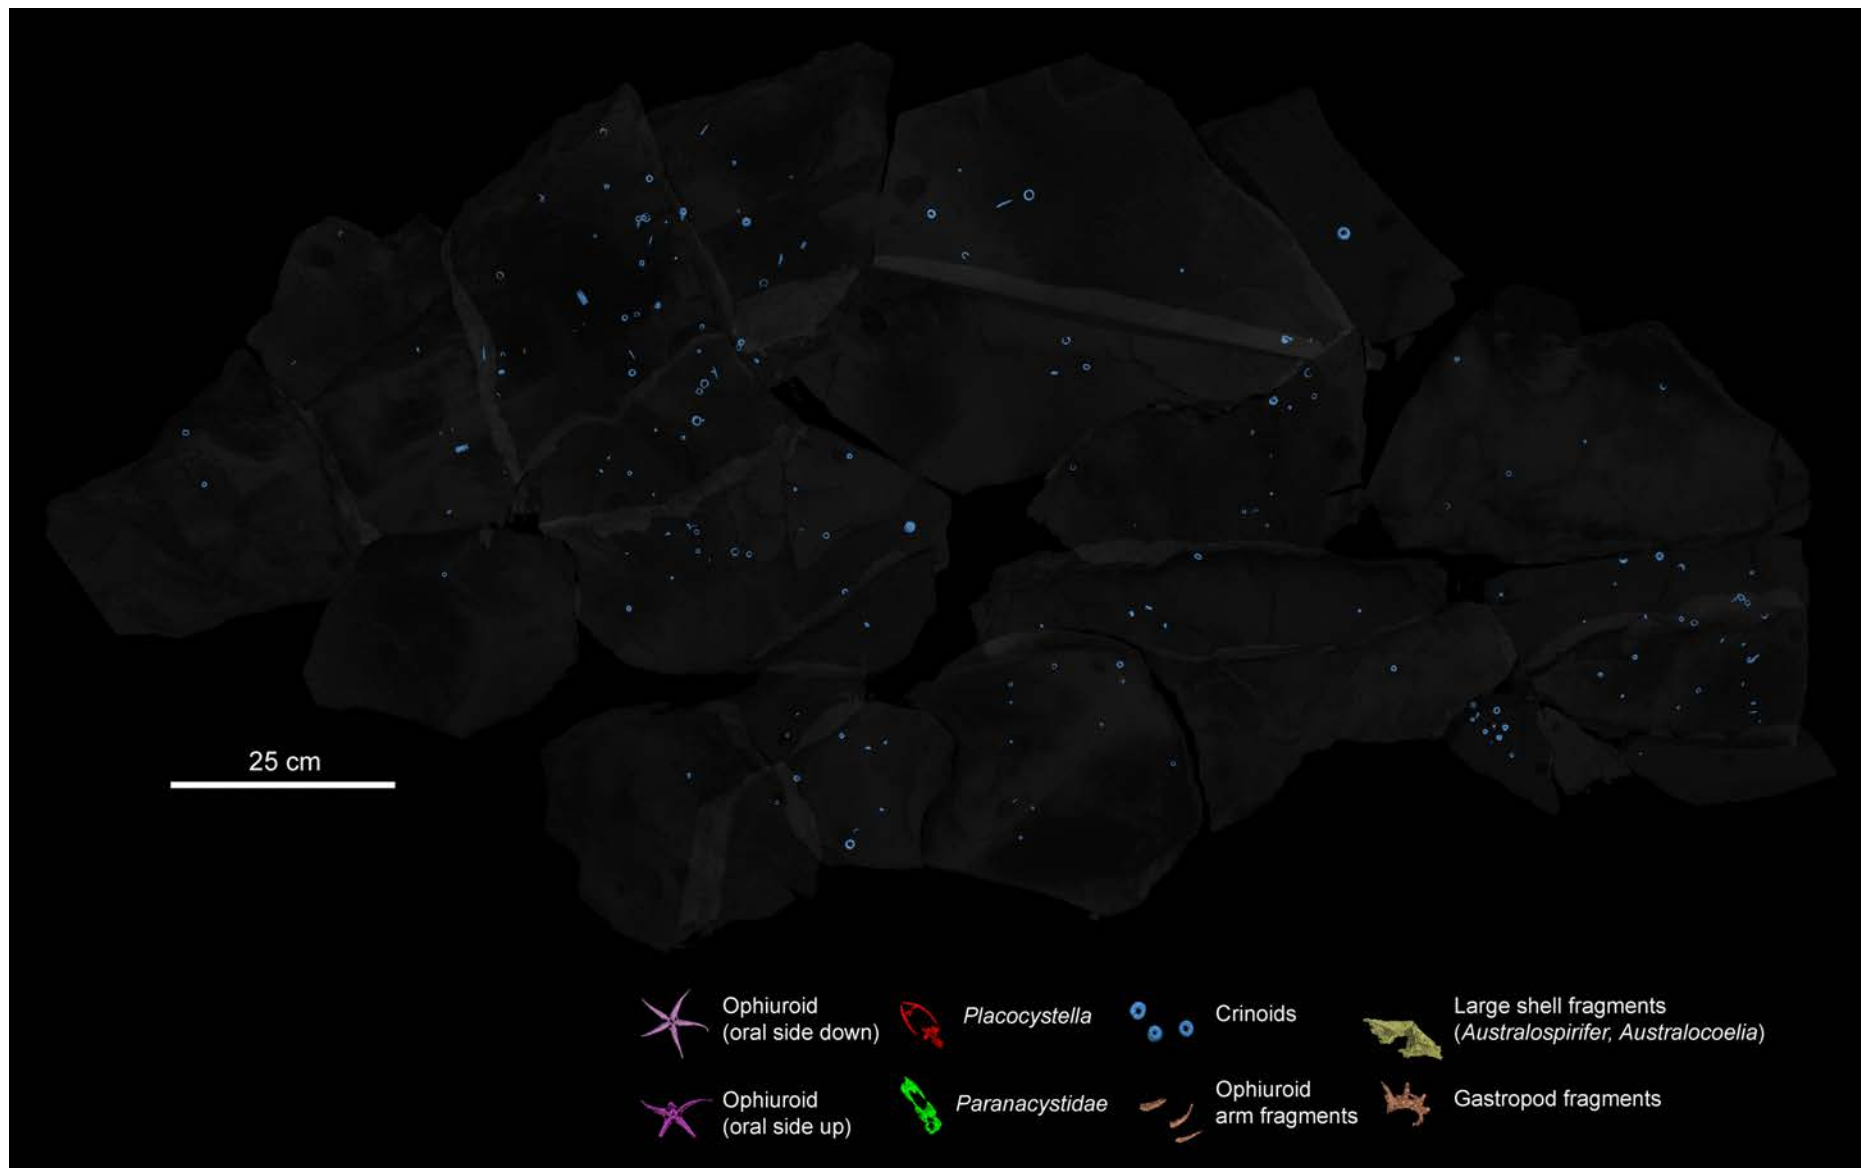 25 cm
Ophiuroid
(oral side down)
Placocystella
Crinoids
Large shell fragments
(Australospirifer, Australocoelia)
Ophiuroid
(oral side up)
Paranacystidae
Ophiuroid
arm fragments
Gastropod fragments